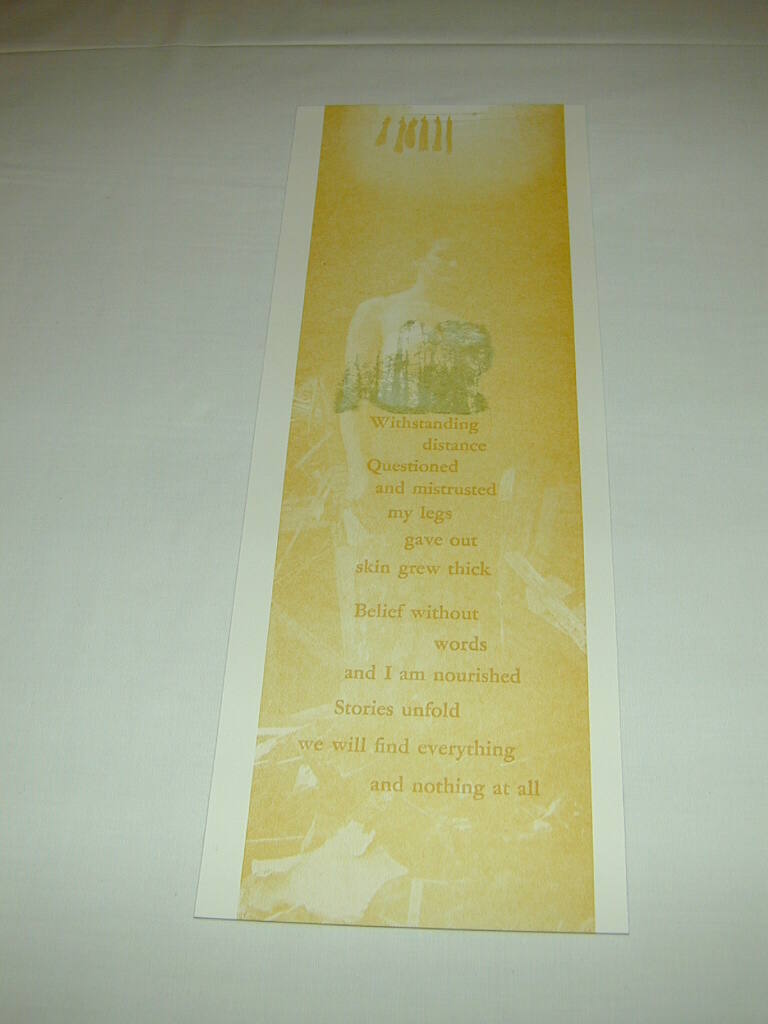 Withstanding
distance
Questioned
and mistrusted
my legs
gave out
skin grew thick
Belief without
words
and I am nourished
Stories unfold
we will find everything
and nothing at all